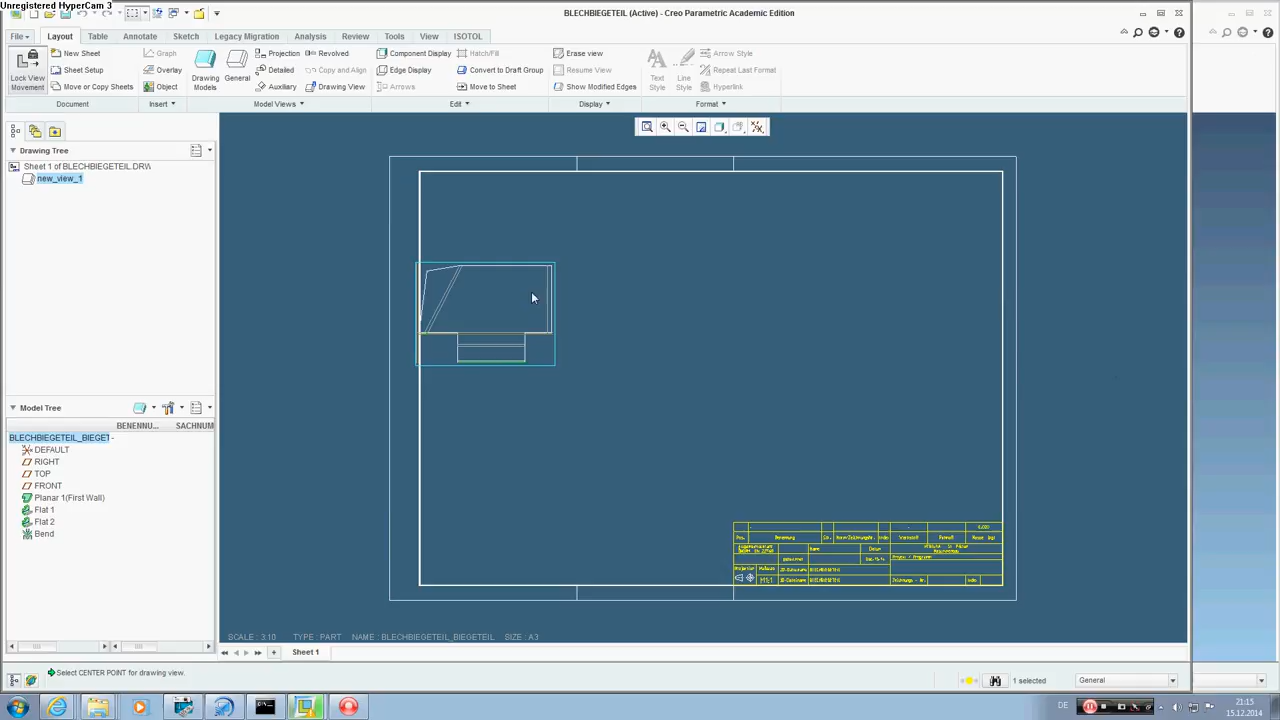 Unregistered HyperCam 3
BLECHBIEGETEIL (Active) - Creo Parametric Academic Edition
File Layout Table Annotate Sketch Legacy Migration Analysis Review Tools View ISOTOL
Lock View Movement
New Sheet
Sheet Setup
Move or Copy Sheets
Document
Graph
Overlay
Object
Insert
Drawing Models
General
Projection
Detailed
Auxiliary
Revolved
Copy and Align
Drawing View
Model Views
Component Display
Edge Display
Arrows
Hatch/Fill
Convert to Draft Group
Move to Sheet
Edit
Erase view
Resume View
Show Modified Edges
Display
Text Style
Line Style
Arrow Style
Repeat Last Format
Hyperlink
Format
Drawing Tree
Sheet 1 of BLECHBIEGETEIL.DRW
new_view_1
Model Tree
BENENNU... SACHNUM
BLECHBIEGETEIL_BIEGET -
DEFAULT
RIGHT
TOP
FRONT
Planar 1(First Wall)
Flat 1
Flat 2
Bend
SCALE : 3:10 TYPE : PART NAME : BLECHBIEGETEIL_BIEGETEIL SIZE : A3
Sheet 1
Select CENTER POINT for drawing view.
1 selected
General
DE
21:15
15.12.2014